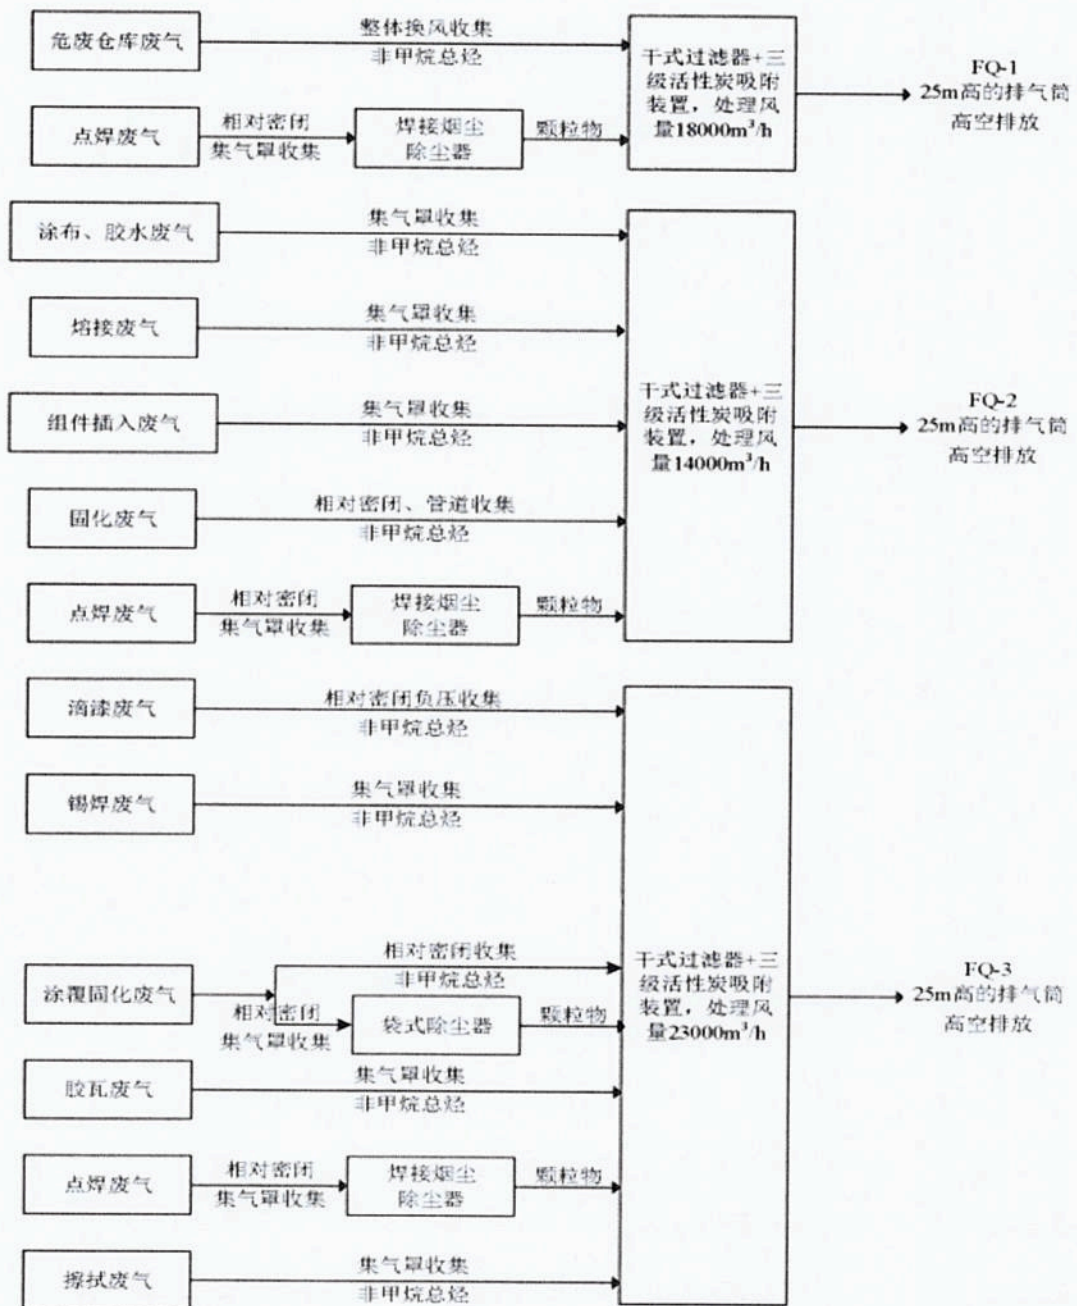 危废仓库废气
整体换风收集
非甲烷总烃
点焊废气
相对密闭
集气罩收集
焊接烟尘
除尘器
颗粒物
干式过滤器+三
级活性炭吸附
装置，处理风
量18000m³/h
FQ-1
25m高的排气筒
高空排放
涂布、胶水废气
集气罩收集
非甲烷总烃
熔接废气
集气罩收集
非甲烷总烃
组件插入废气
集气罩收集
非甲烷总烃
固化废气
相对密闭、管道收集
非甲烷总烃
点焊废气
相对密闭
集气罩收集
焊接烟尘
除尘器
颗粒物
干式过滤器+三
级活性炭吸附
装置，处理风
量14000m³/h
FQ-2
25m高的排气筒
高空排放
滴漆废气
相对密闭负压收集
非甲烷总烃
锡焊废气
集气罩收集
非甲烷总烃
涂覆固化废气
相对密闭收集
非甲烷总烃
相对密闭
集气罩收集
袋式除尘器
颗粒物
胶瓦废气
集气罩收集
非甲烷总烃
点焊废气
相对密闭
集气罩收集
焊接烟尘
除尘器
颗粒物
擦拭废气
集气罩收集
非甲烷总烃
干式过滤器+三
级活性炭吸附
装置，处理风
量23000m³/h
FQ-3
25m高的排气筒
高空排放